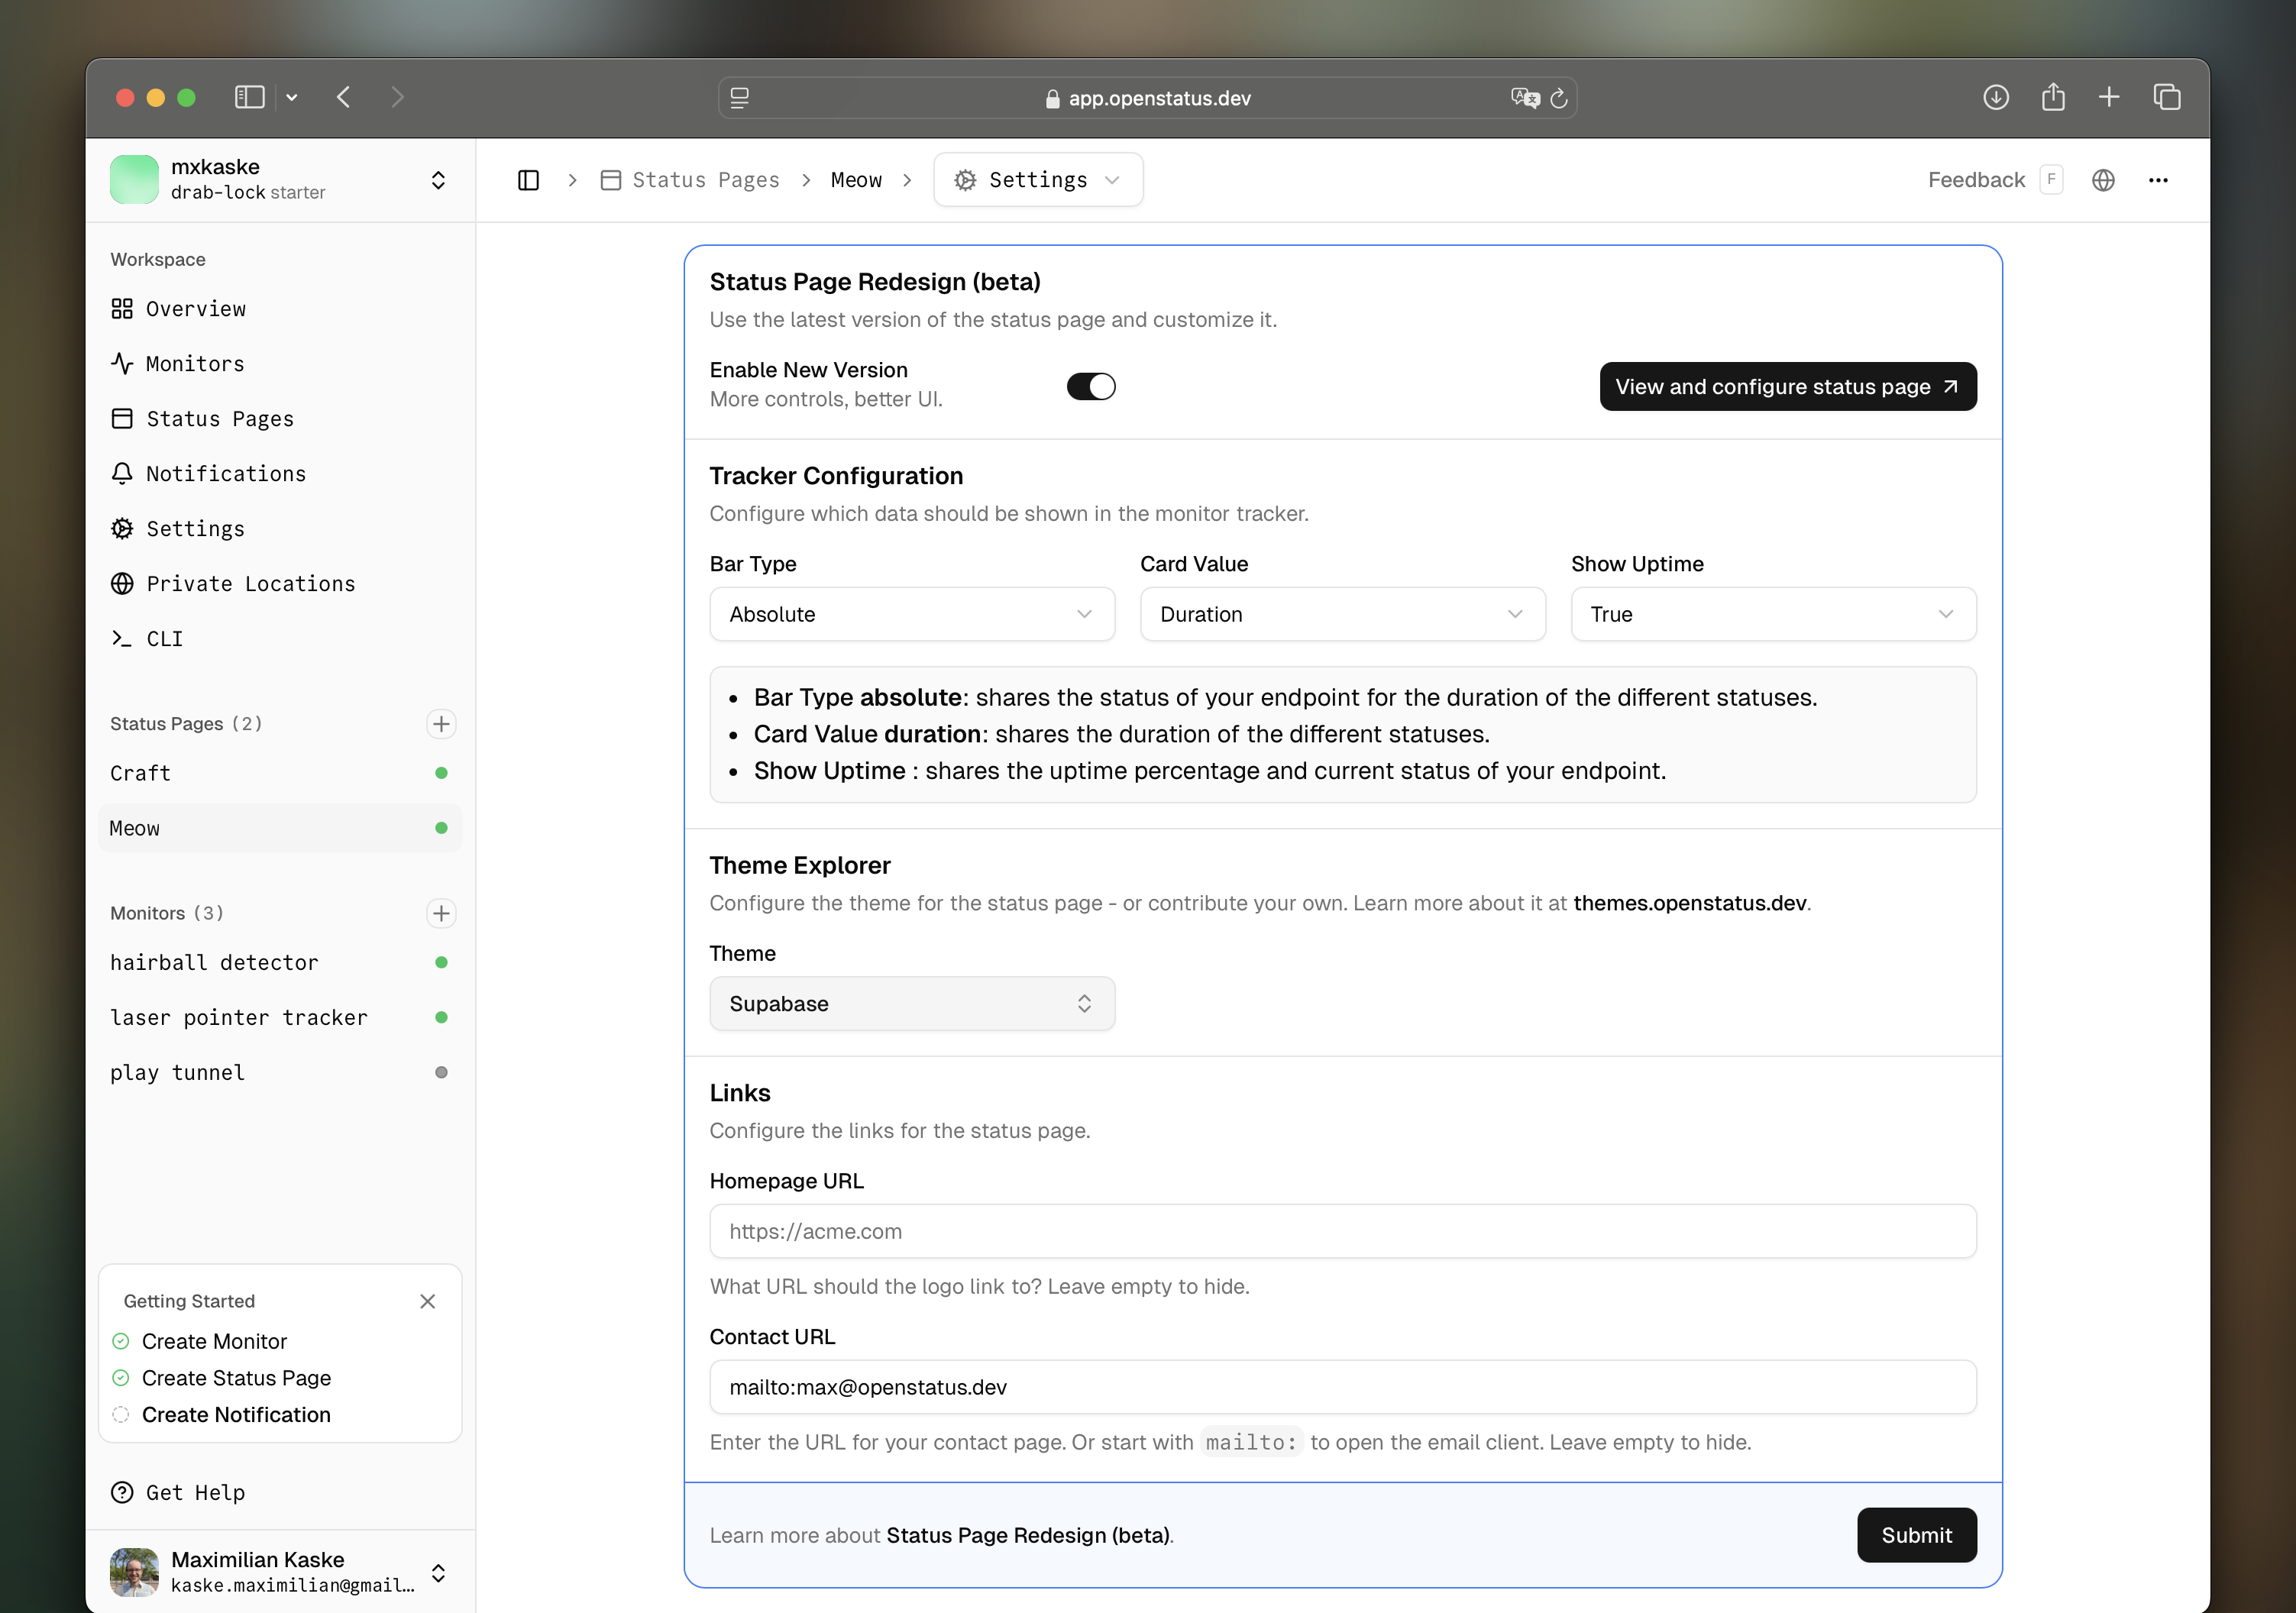 app.openstatus.dev
mxkaske
drab-lock starter
Status Pages
Meow
Settings
Feedback
F
Workspace
Overview
Monitors
Status Pages
Notifications
Settings
Private Locations
CLI
Status Pages (2)
Craft
Meow
Monitors (3)
hairball detector
laser pointer tracker
play tunnel
Getting Started
Create Monitor
Create Status Page
Create Notification
Get Help
Maximilian Kaske
kaske.maximilian@gmail...
Status Page Redesign (beta)
Use the latest version of the status page and customize it.
Enable New Version
More controls, better UI.
View and configure status page
Tracker Configuration
Configure which data should be shown in the monitor tracker.
Bar Type
Card Value
Show Uptime
Absolute
Duration
True
• Bar Type absolute: shares the status of your endpoint for the duration of the different statuses.
• Card Value duration: shares the duration of the different statuses.
• Show Uptime : shares the uptime percentage and current status of your endpoint.
Theme Explorer
Configure the theme for the status page - or contribute your own. Learn more about it at themes.openstatus.dev.
Theme
Supabase
Links
Configure the links for the status page.
Homepage URL
https://acme.com
What URL should the logo link to? Leave empty to hide.
Contact URL
mailto:max@openstatus.dev
Enter the URL for your contact page. Or start with mailto: to open the email client. Leave empty to hide.
Learn more about Status Page Redesign (beta).
Submit